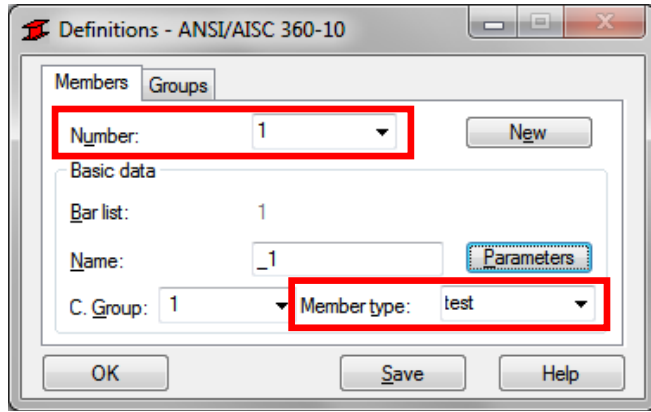 Definitions - ANSI/AISC 360-10
Members Groups
Number: 1 New
Basic data
Bar list: 1
Name: _1 Parameters
C. Group: 1 Member type: test
OK Save Help